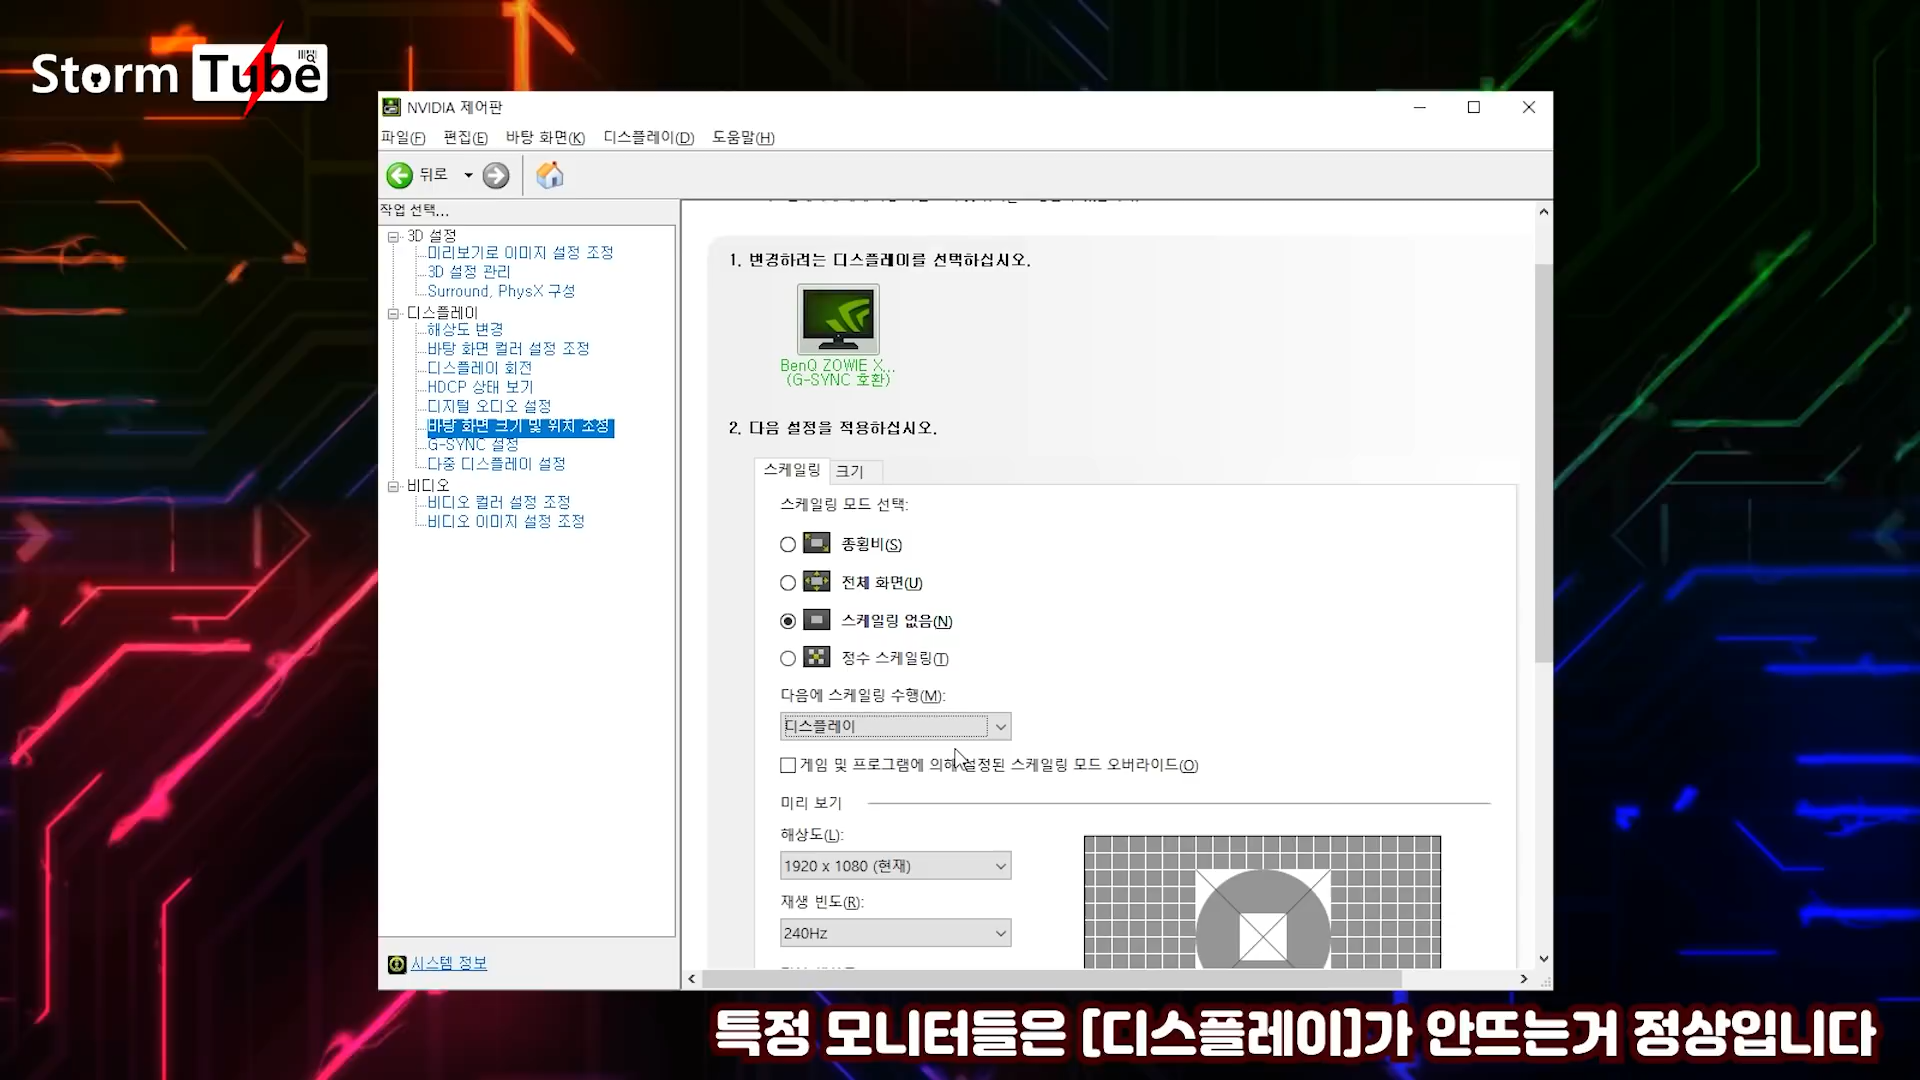 Storm Tube
NVIDIA 제어판
파일(F) 편집(E) 바탕 화면(K) 디스플레이(D) 도움말(H)
뒤로
작업 선택...
3D 설정
미리보기로 이미지 설정 조정
3D 설정 관리
Surround, PhysX 구성
디스플레이
해상도 변경
바탕 화면 컬러 설정 조정
디스플레이 회전
HDCP 상태 보기
디지털 오디오 설정
바탕 화면 크기 및 위치 조정
G-SYNC 설정
다중 디스플레이 설정
비디오
비디오 컬러 설정 조정
비디오 이미지 설정 조정
시스템 정보
1. 변경하려는 디스플레이를 선택하십시오.
BenQ ZOWIE X...
(G-SYNC 호환)
2. 다음 설정을 적용하십시오.
스케일링 크기
스케일링 모드 선택:
종횡비(S)
전체 화면(U)
스케일링 없음(N)
정수 스케일링(T)
다음에 스케일링 수행(M):
디스플레이
게임 및 프로그램에 의해 설정된 스케일링 모드 오버라이드(O)
미리 보기
해상도(L):
1920 x 1080 (현재)
재생 빈도(R):
240Hz
특정 모니터들은 [디스플레이]가 안뜨는거 정상입니다